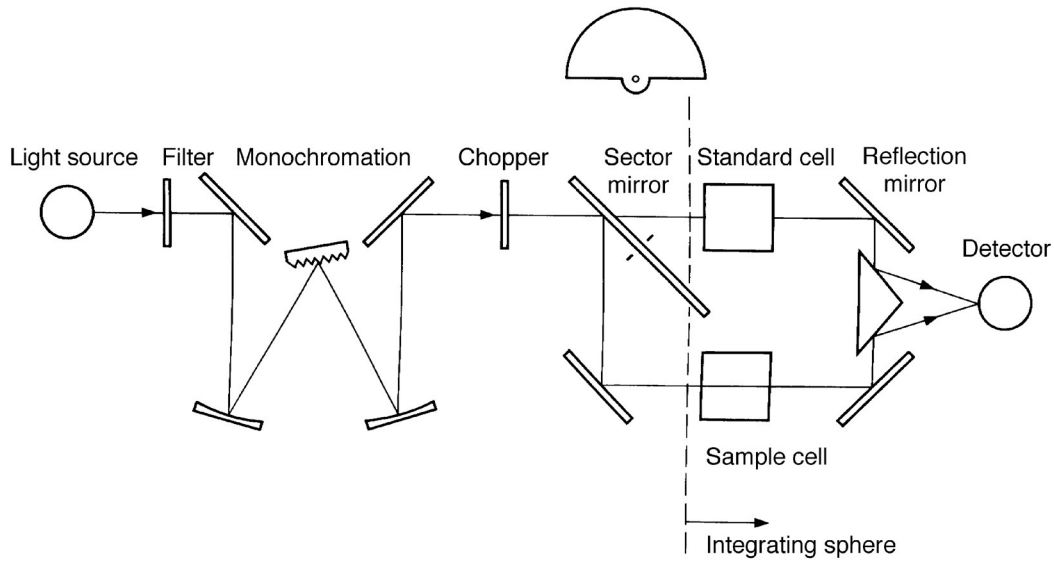 Light source
Filter
Monochromation
Chopper
Sector
mirror
Standard cell
Reflection
mirror
Detector
Sample cell
Integrating sphere